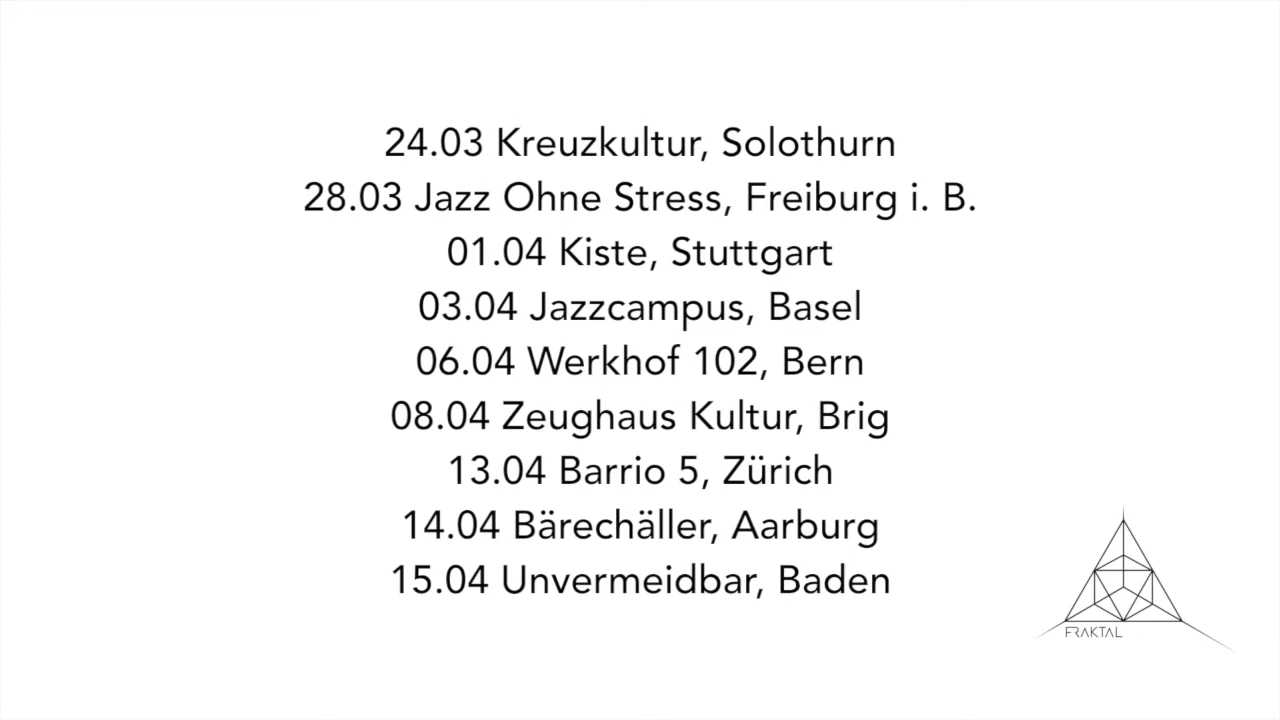 24.03 Kreuzkultur, Solothurn
28.03 Jazz Ohne Stress, Freiburg i. B.
01.04 Kiste, Stuttgart
03.04 Jazzcampus, Basel
06.04 Werkhof 102, Bern
08.04 Zeughaus Kultur, Brig
13.04 Barrio 5, Zürich
14.04 Bärechäller, Aarburg
15.04 Unvermeidbar, Baden
FRAKTAL